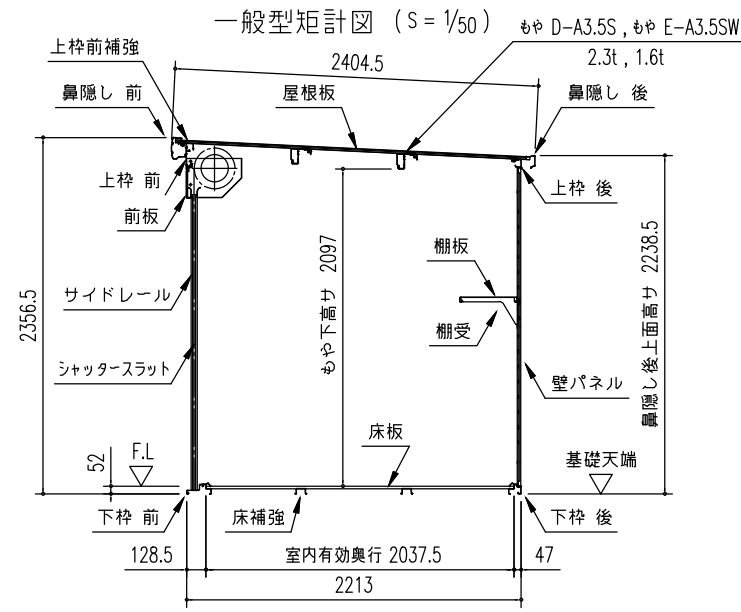 一般型矩計図 (S = 1/50)
もや D-A3.5S , もや E-A3.5SW
2.3t , 1.6t
上枠前補強
2404.5
鼻隠し 前
屋根板
鼻隠し 後
上枠 前
上枠 後
前板
もや下高サ 2097
棚板
鼻隠し後上面高サ 2238.5
サイドレール
2356.5
棚受
シャッタースラット
壁パネル
床板
F.L
基礎天端
52
下枠 前
床補強
下枠 後
128.5
室内有効奥行 2037.5
47
2213